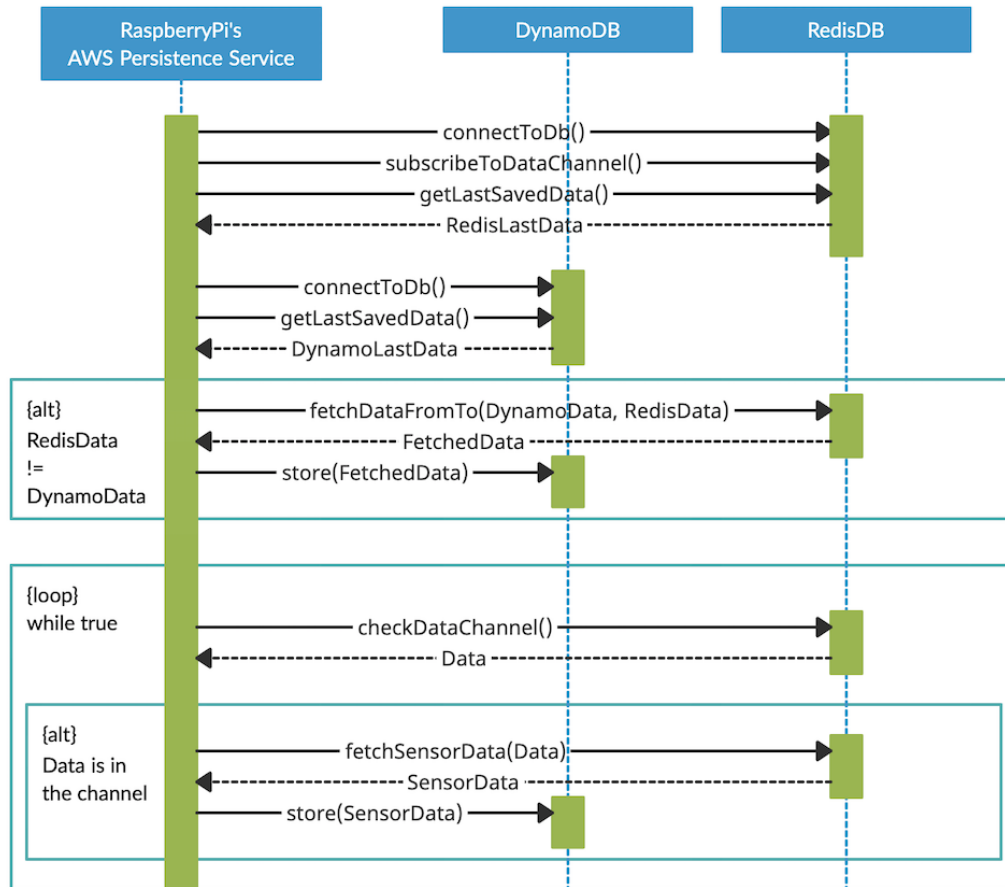 RaspberryPi's
AWS Persistence Service
DynamoDB
RedisDB
connectToDb()
subscribeToDataChannel()
getLastSavedData()
RedisLastData
connectToDb()
getLastSavedData()
DynamoLastData
{alt}
RedisData
!=
DynamoData
fetchDataFromTo(DynamoData, RedisData)
FetchedData
store(FetchedData)
{loop}
while true
checkDataChannel()
Data
{alt}
Data is in
the channel
fetchSensorData(Data)
SensorData
store(SensorData)